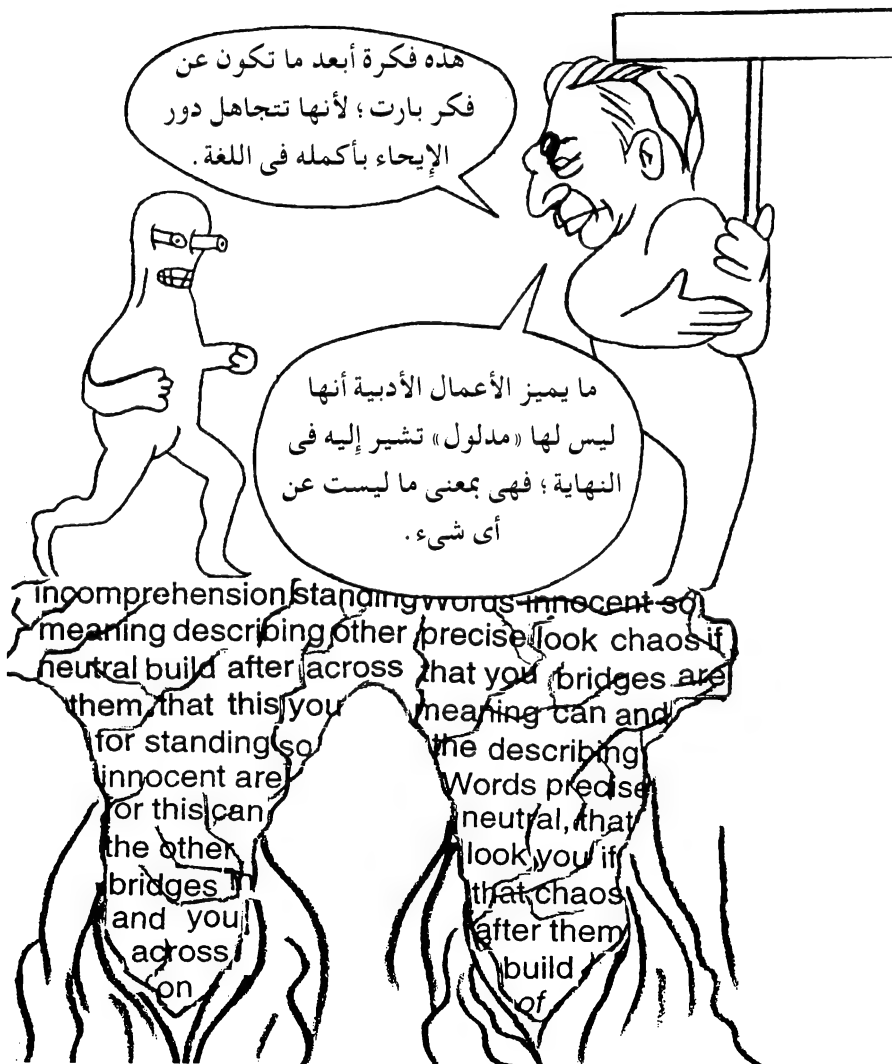 هذه فكرة أبعد ما تكون عن
فكر بارت ؛ لأنها تتجاهل دور
الإيحاء بأكمله فى اللغة .
ما يميز الأعمال الأدبية أنها
ليس لها «مدلول» تشير إليه فى
النهاية ؛ فهى بمعنى ما ليست عن
أى شىء .
incomprehension standing
meaning describing other
neutral build after across
them, that this you
for standing so
innocent are
or this can
the other
bridges
and you
across
on
Words innocent so
precise look chaos if
that you bridges are
meaning can and
the describing
Words precise
neutral, that
look you if
that chaos
after them
build
of